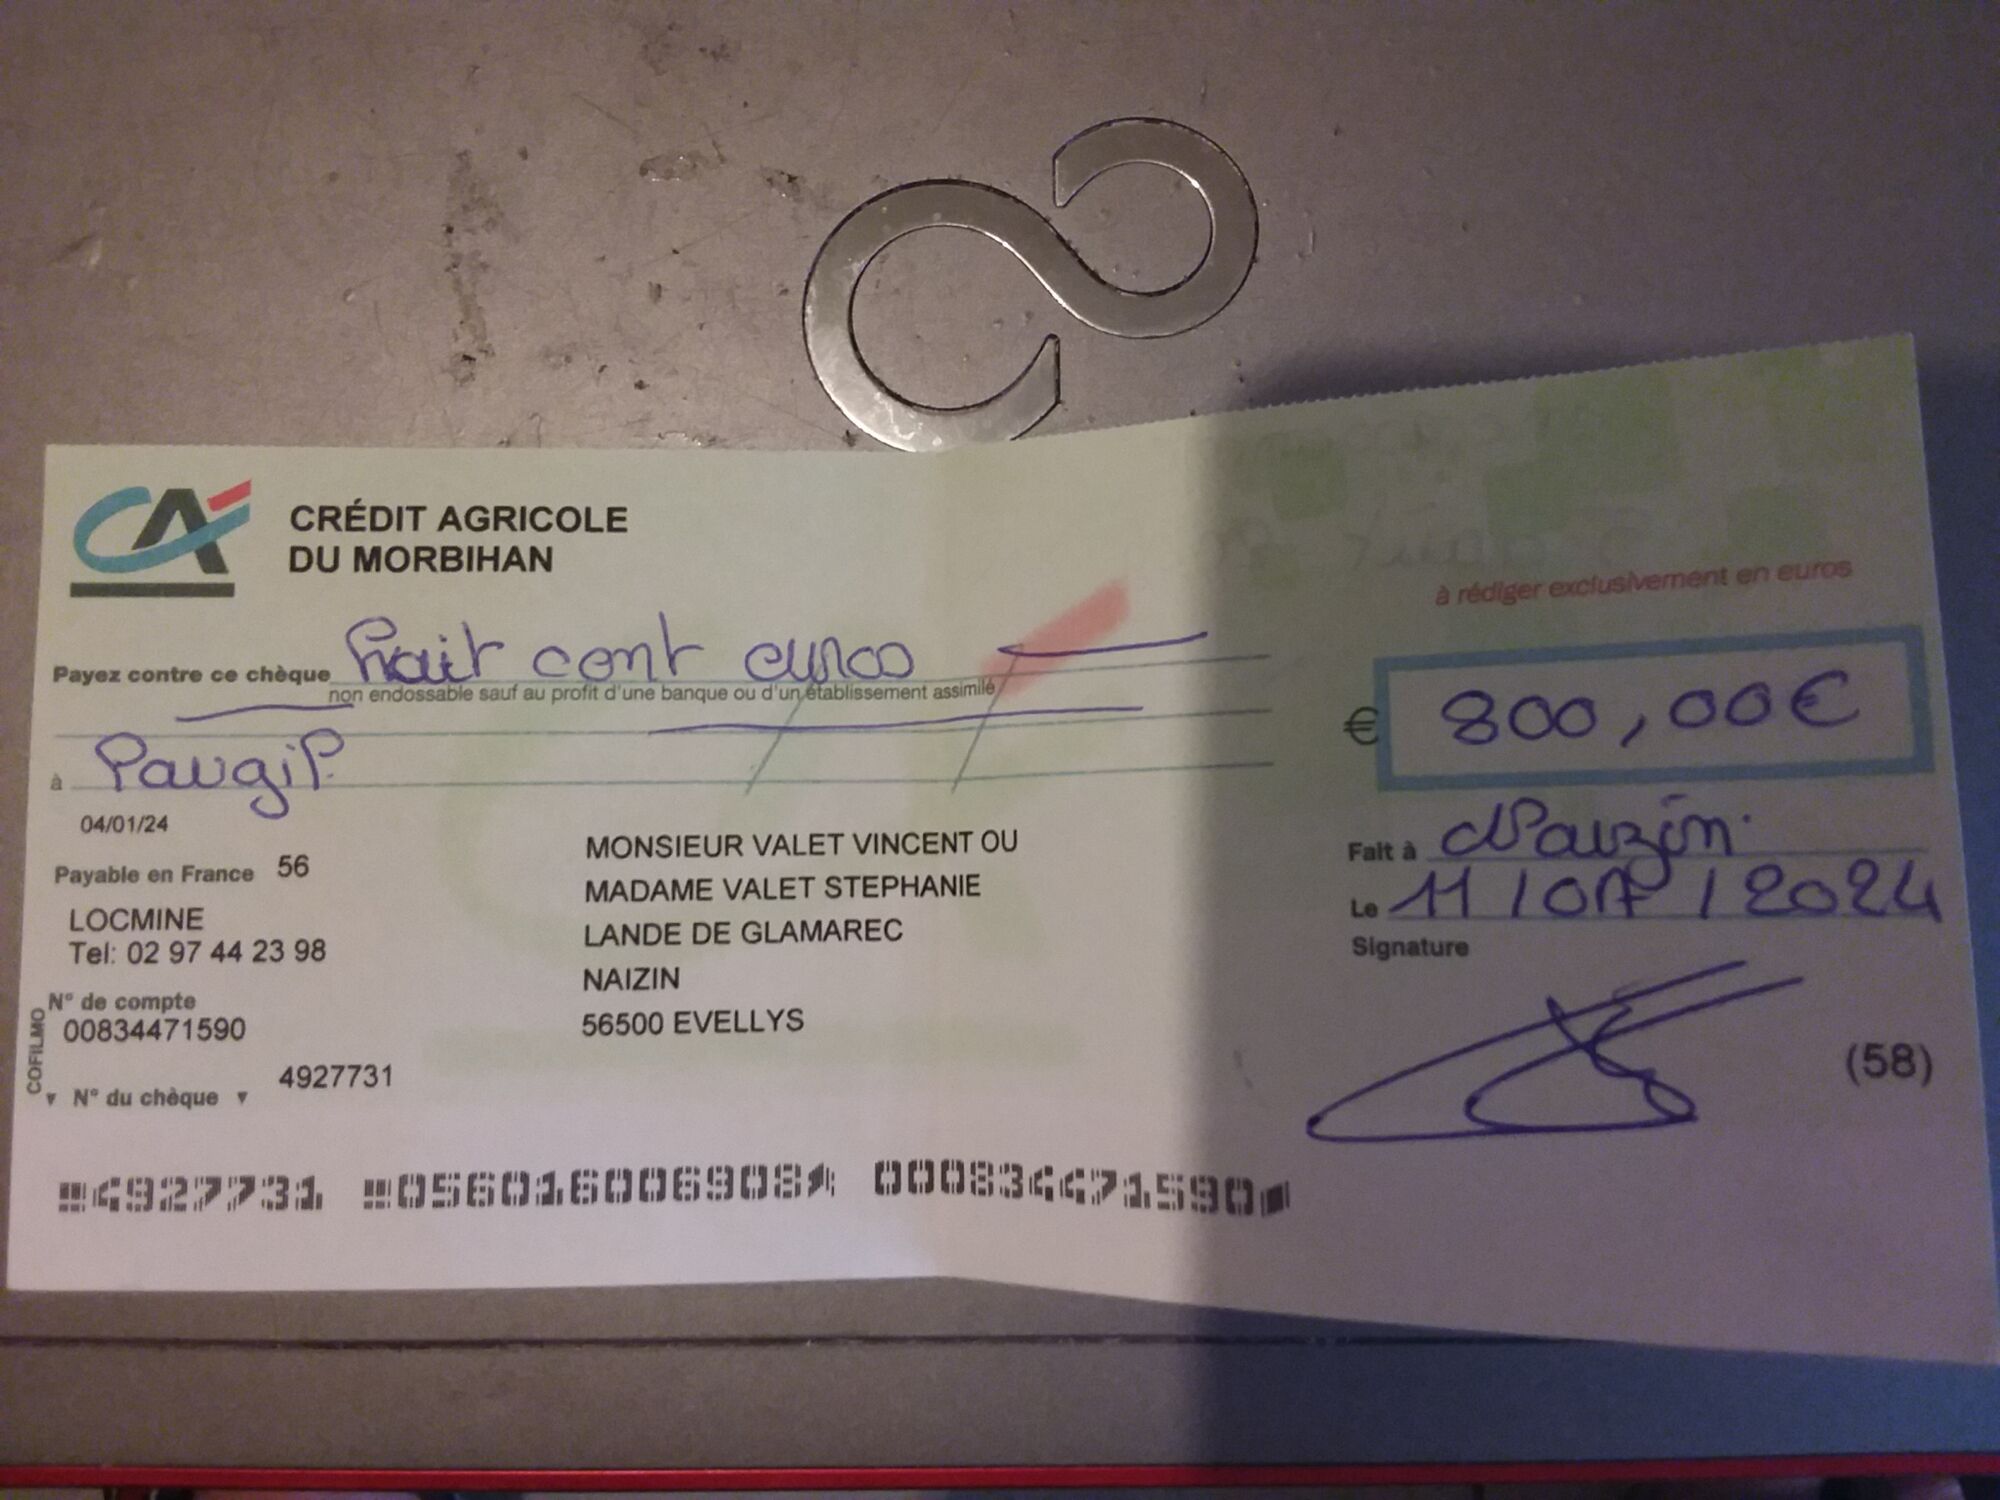 CA
CRÉDIT AGRICOLE
DU MORBIHAN
à rédiger exclusivement en euros
Payez contre ce chèque huit cent euros
non endossable sauf au profit d'une banque ou d'un établissement assimilé
€ 800,00€
à Paugip
04/01/24
Payable en France 56
LOCMINE
Tel: 02 97 44 23 98
N° de compte
00834471590
COFILMO
N° du chèque 4927731
MONSIEUR VALET VINCENT OU
MADAME VALET STEPHANIE
LANDE DE GLAMAREC
NAIZIN
56500 EVELLYS
Fait à Naizin
Le 11/07/2024
Signature
(58)
4927731 056016006908 000834471590